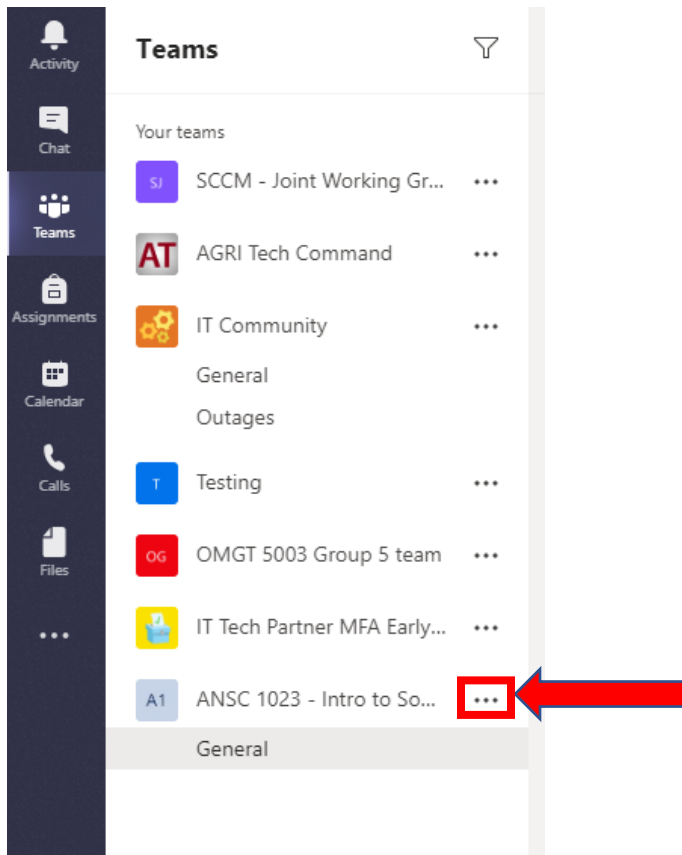 Activity
Chat
Teams
Assignments
Calendar
Calls
Files
Teams
Your teams
SJ SCCM - Joint Working Gr...
AT AGRI Tech Command
IT Community
General
Outages
T Testing
OG OMGT 5003 Group 5 team
IT Tech Partner MFA Early...
A1 ANSC 1023 - Intro to So...
General